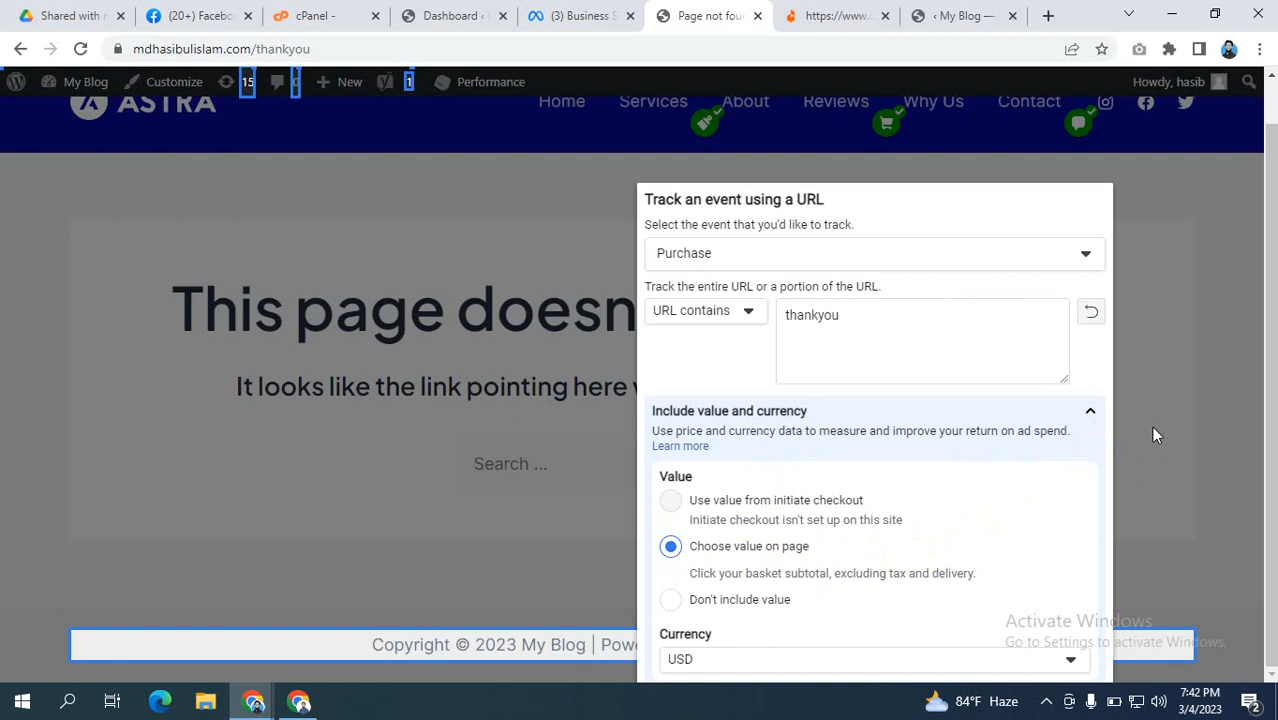 Shared with m
(20+) Faceboo
cPanel -
Dashboard ‹
(3) Business S
Page not foun
https://www.
‹ My Blog —
mdhasibulislam.com/thankyou
My Blog
Customize
15
0
New
1
Performance
Howdy, hasib
ASTRA
Home
Services
About
Reviews
Why Us
Contact
This page doesn
It looks like the link pointing here
Search ...
Track an event using a URL
Select the event that you'd like to track.
Purchase
Track the entire URL or a portion of the URL.
URL contains
thankyou
Include value and currency
Use price and currency data to measure and improve your return on ad spend.
Learn more
Value
Use value from initiate checkout
Initiate checkout isn't set up on this site
Choose value on page
Click your basket subtotal, excluding tax and delivery.
Don't include value
Currency
USD
Activate Windows
Go to Settings to activate Windows.
Copyright © 2023 My Blog | Powe
84°F Haze
7:42 PM
3/4/2023
2